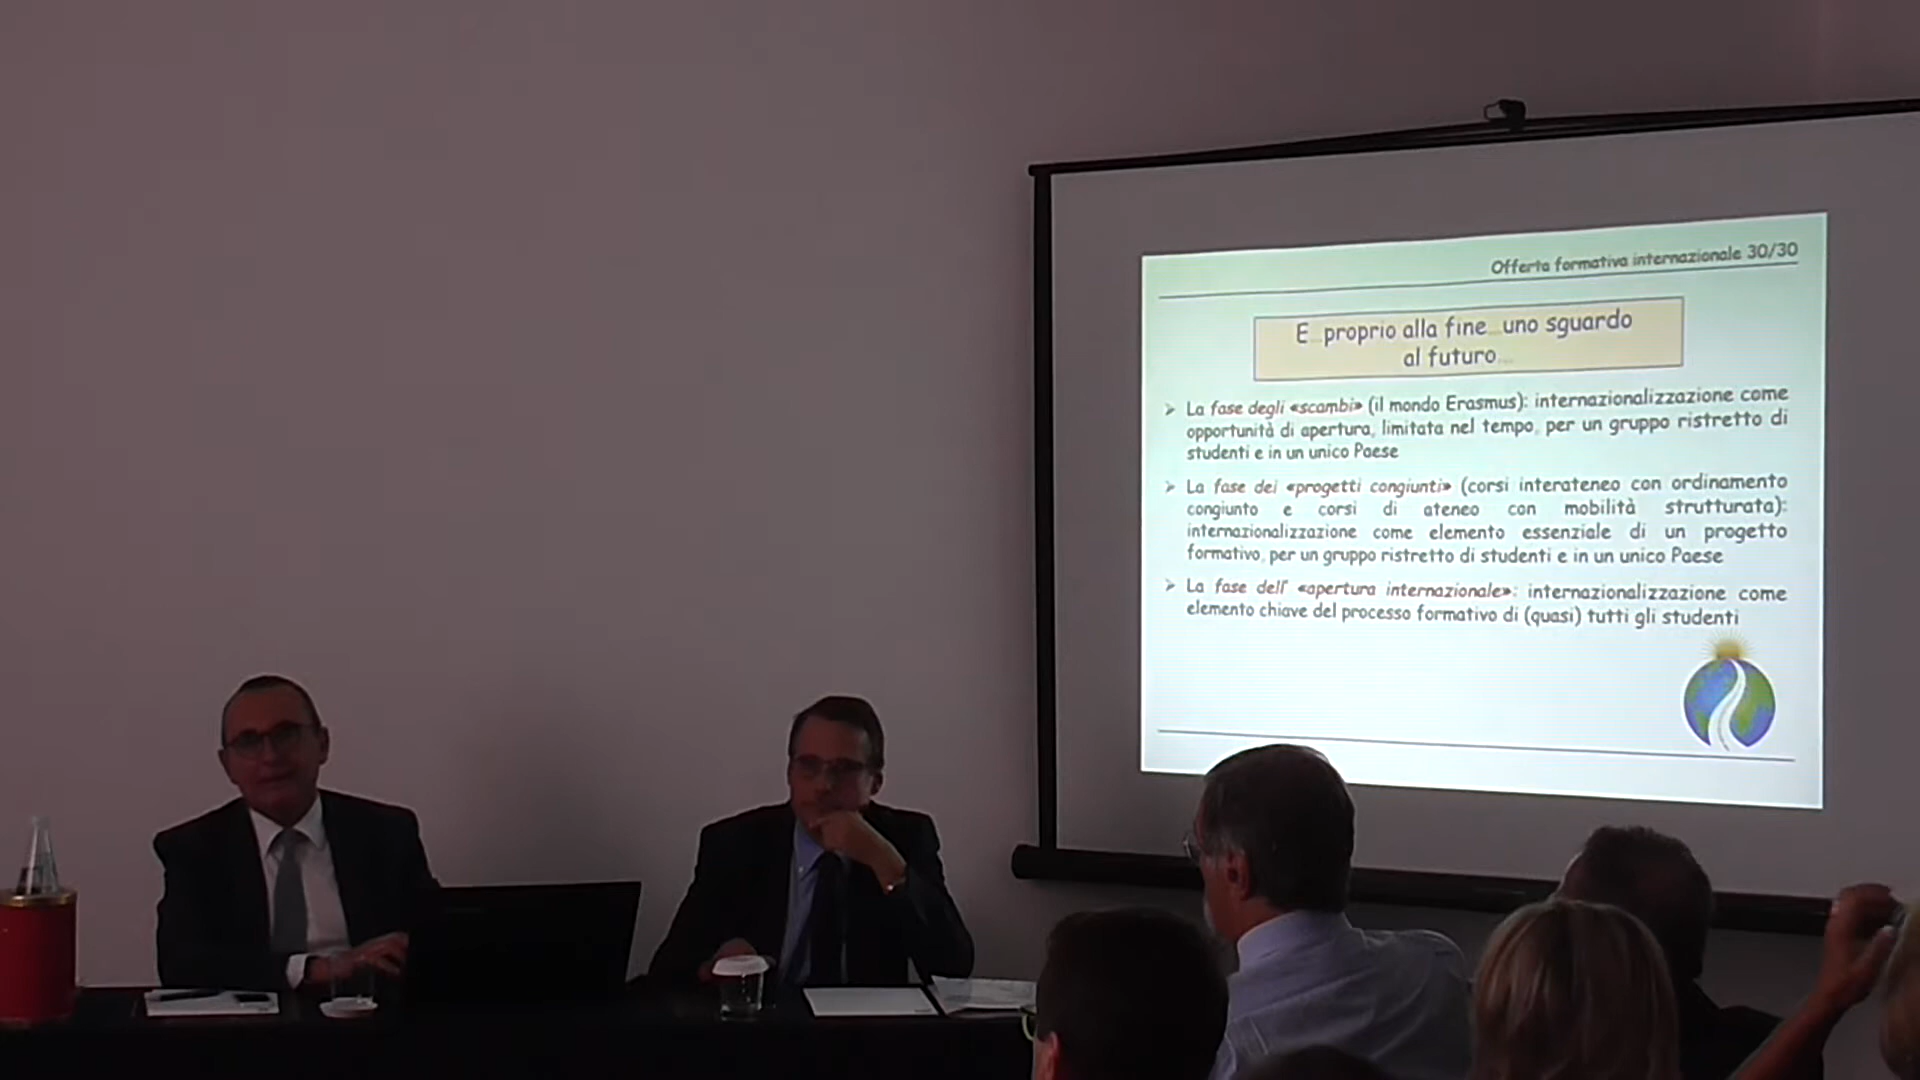 Offerta formativa internazionale 30/30
E...proprio alla fine...uno sguardo
al futuro...
La fase degli «scambi» (il mondo Erasmus): internazionalizzazione come
opportunità di apertura, limitata nel tempo, per un gruppo ristretto di
studenti e in un unico Paese
La fase dei «progetti congiunti» (corsi interateneo con ordinamento
congiunto e corsi di ateneo con mobilità strutturata):
internazionalizzazione come elemento essenziale di un progetto
formativo, per un gruppo ristretto di studenti e in un unico Paese
La fase dell' «apertura internazionale»: internazionalizzazione come
elemento chiave del processo formativo di (quasi) tutti gli studenti